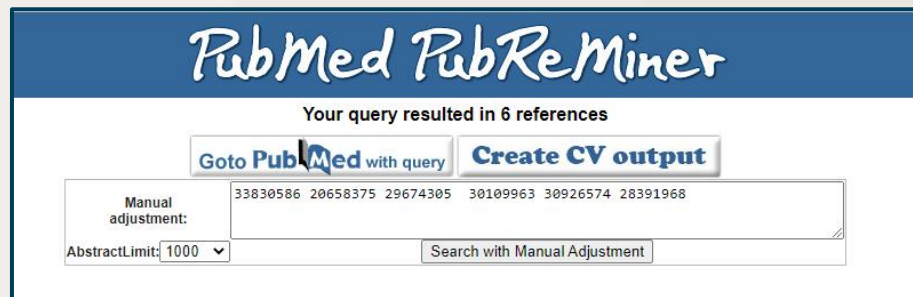 PubMed PubReMiner
Your query resulted in 6 references
Goto PubMed with query Create CV output
Manual adjustment:
33830586 20658375 29674305 30109963 30926574 28391968
AbstractLimit: 1000 Search with Manual Adjustment